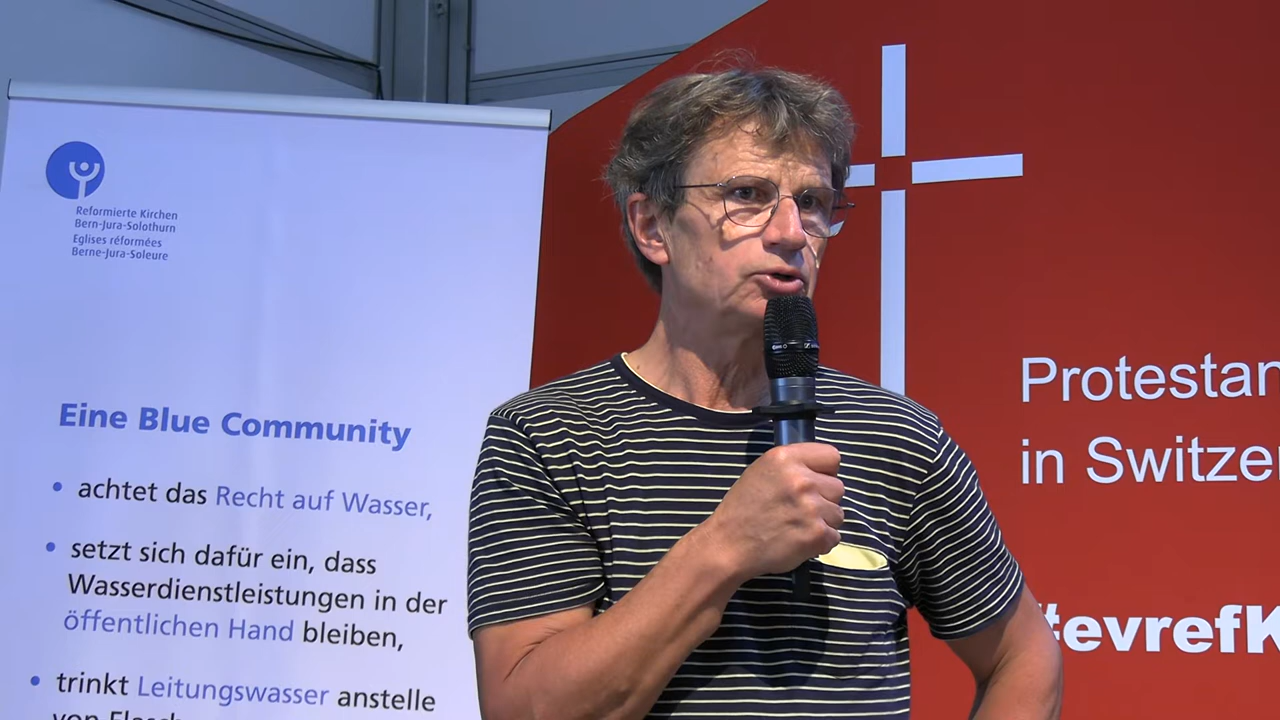 Reformierte Kirchen
Bern-Jura-Solothurn
Eglises réformées
Berne-Jura-Soleure
Eine Blue Community
• achtet das Recht auf Wasser,
• setzt sich dafür ein, dass
Wasserdienstleistungen in der
öffentlichen Hand bleiben,
• trinkt Leitungswasser anstelle
von
Protestan
in Switzer
#evrefK